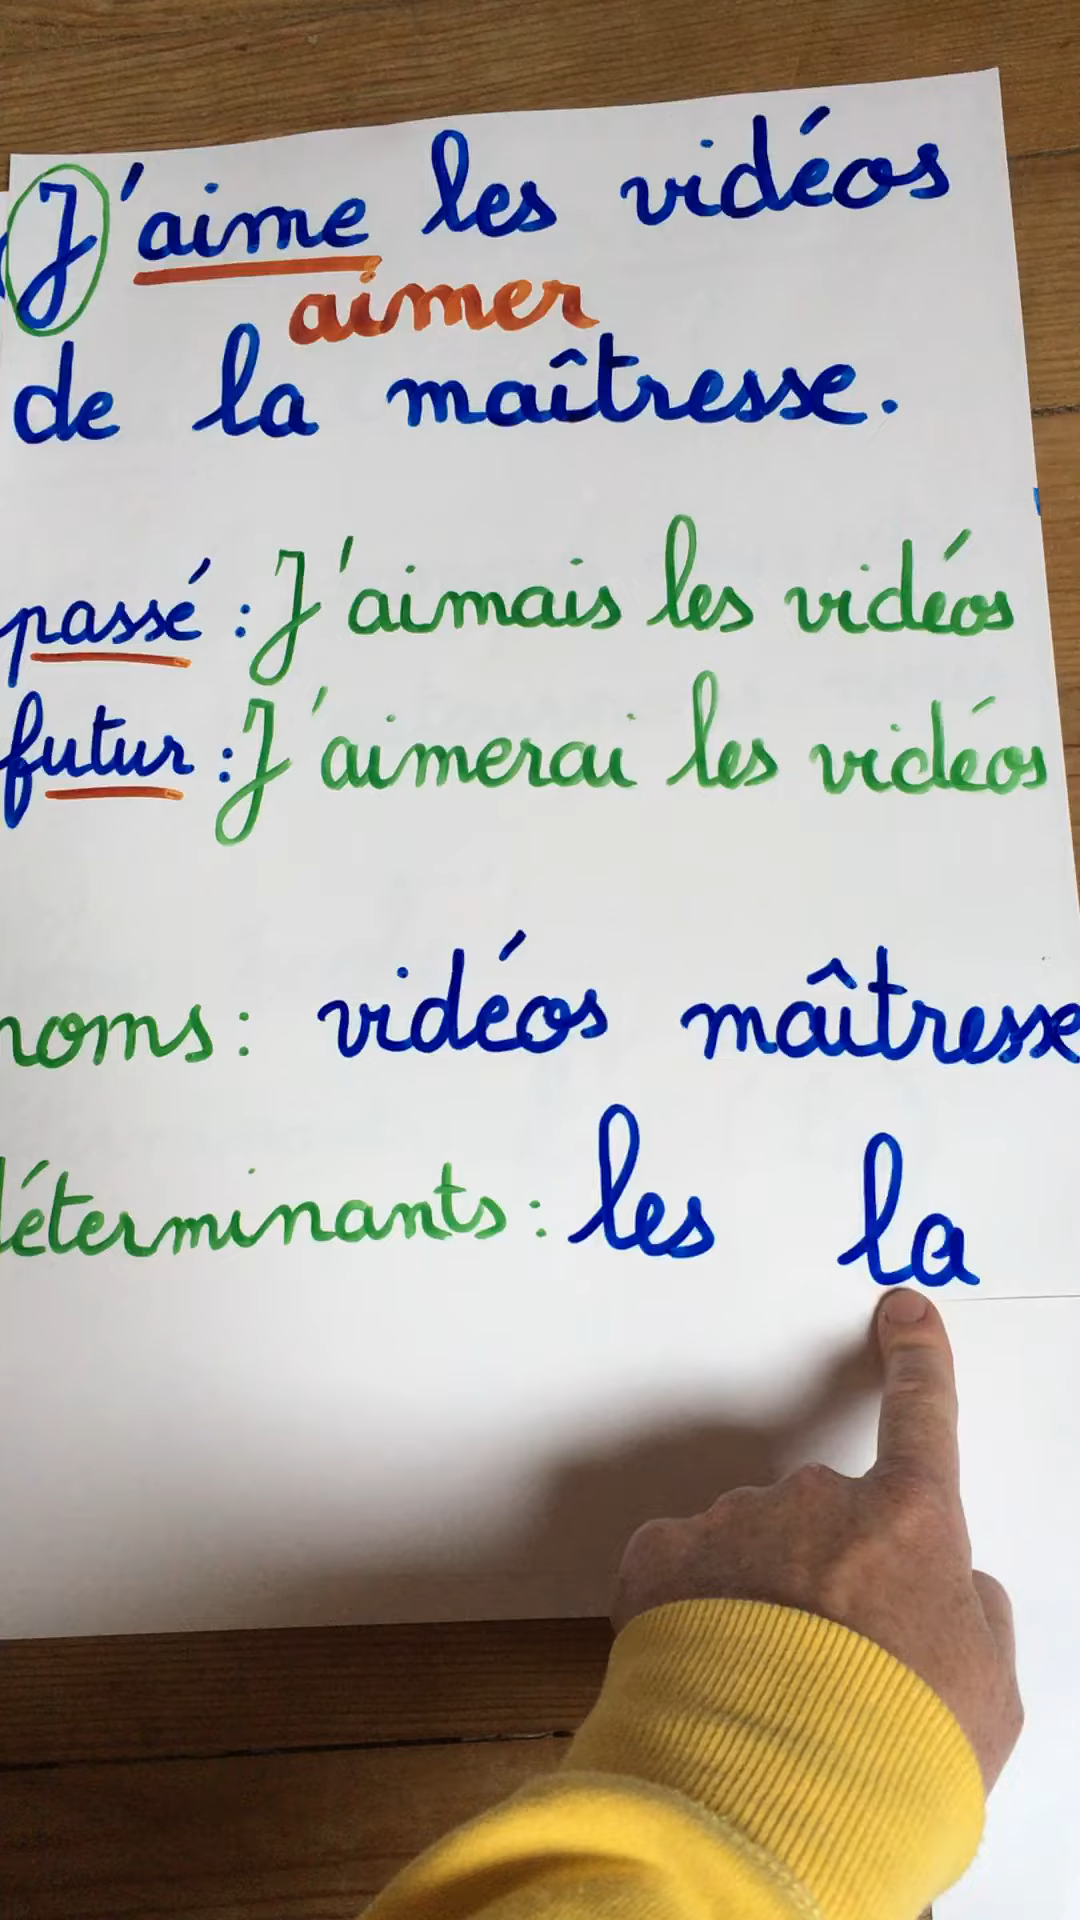 J'aime les vidéos
aimer
de la maîtresse.
passé : J'aimais les vidéos
futur : J'aimerai les vidéos
noms : vidéos maîtresse
déterminants : les la